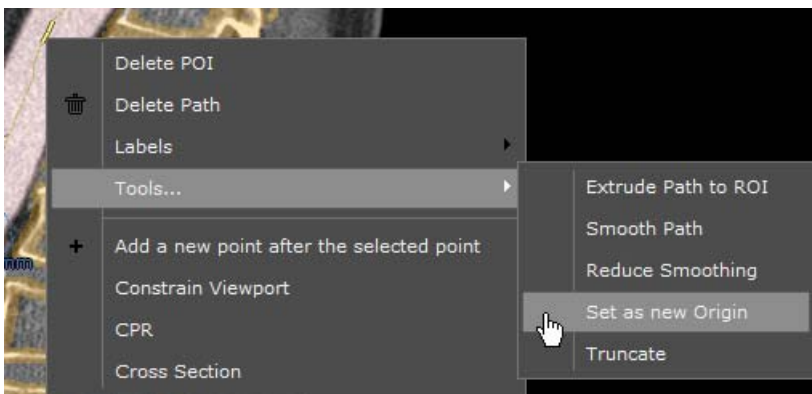 Delete POI
Delete Path
Labels
Tools...
Add a new point after the selected point
Constrain Viewport
CPR
Cross Section
Extrude Path to ROI
Smooth Path
Reduce Smoothing
Set as new Origin
Truncate
mm